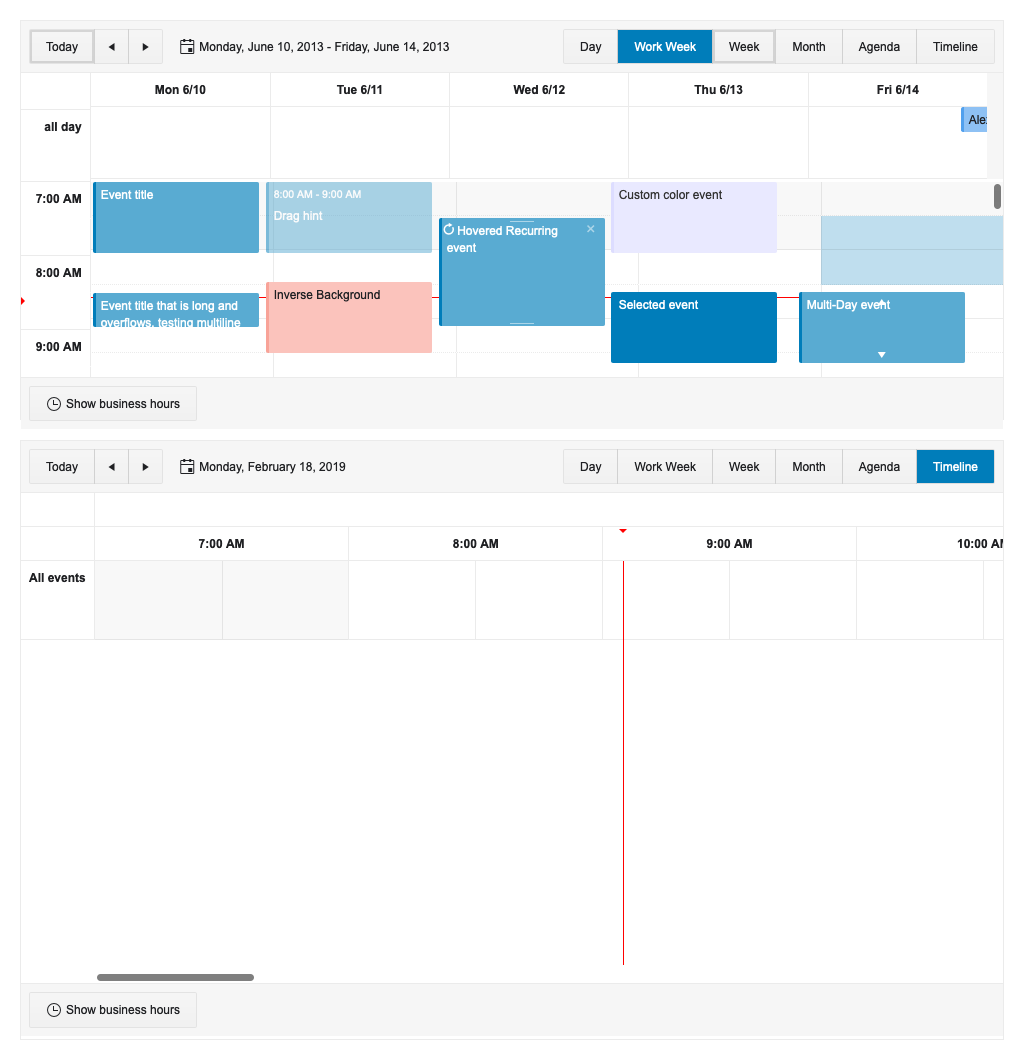 Today
Monday, June 10, 2013 - Friday, June 14, 2013
Day
Work Week
Week
Month
Agenda
Timeline
Mon 6/10
Tue 6/11
Wed 6/12
Thu 6/13
Fri 6/14
all day
7:00 AM
Event title
8:00 AM - 9:00 AM
Drag hint
Custom color event
Hovered Recurring
event
8:00 AM
Event title that is long and
overflows, testing multiline
Inverse Background
Selected event
Multi-Day event
9:00 AM
Show business hours
Today
Monday, February 18, 2019
Day
Work Week
Week
Month
Agenda
Timeline
7:00 AM
8:00 AM
9:00 AM
10:00 AM
All events
Show business hours